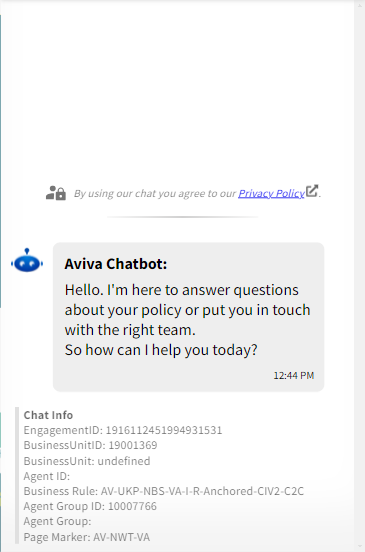 By using our chat you agree to our Privacy Policy.
Aviva Chatbot:
Hello. I'm here to answer questions
about your policy or put you in touch
with the right team.
So how can I help you today?
12:44 PM
Chat Info
EngagementID: 1916112451994931531
BusinessUnitID: 19001369
BusinessUnit: undefined
Agent ID:
Business Rule: AV-UKP-NBS-VA-I-R-Anchored-CIV2-C2C
Agent Group ID: 10007766
Agent Group:
Page Marker: AV-NWT-VA